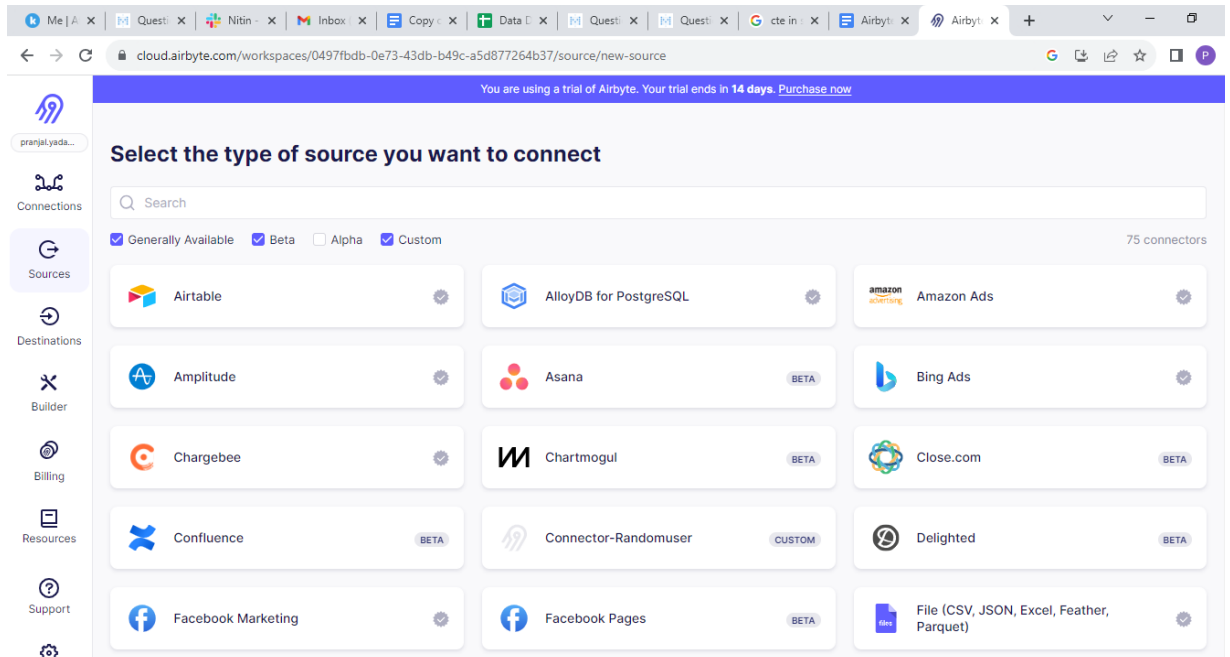 Me | A
Questi
Nitin -
Inbox (
Copy o
Data D
Questi
Questi
cte in s
Airbyte
Airbyt
cloud.airbyte.com/workspaces/0497fbdb-0e73-43db-b49c-a5d877264b37/source/new-source
P
You are using a trial of Airbyte. Your trial ends in 14 days. Purchase now
pranjal.yada...
Connections
Sources
Destinations
Builder
Billing
Resources
Support
Select the type of source you want to connect
Search
Generally Available Beta Alpha Custom 75 connectors
Airtable
AlloyDB for PostgreSQL
amazon advertising Amazon Ads
Amplitude
Asana BETA
Bing Ads
Chargebee
Chartmogul BETA
Close.com BETA
Confluence BETA
Connector-Randomuser CUSTOM
Delighted BETA
Facebook Marketing
Facebook Pages BETA
files File (CSV, JSON, Excel, Feather,
Parquet)